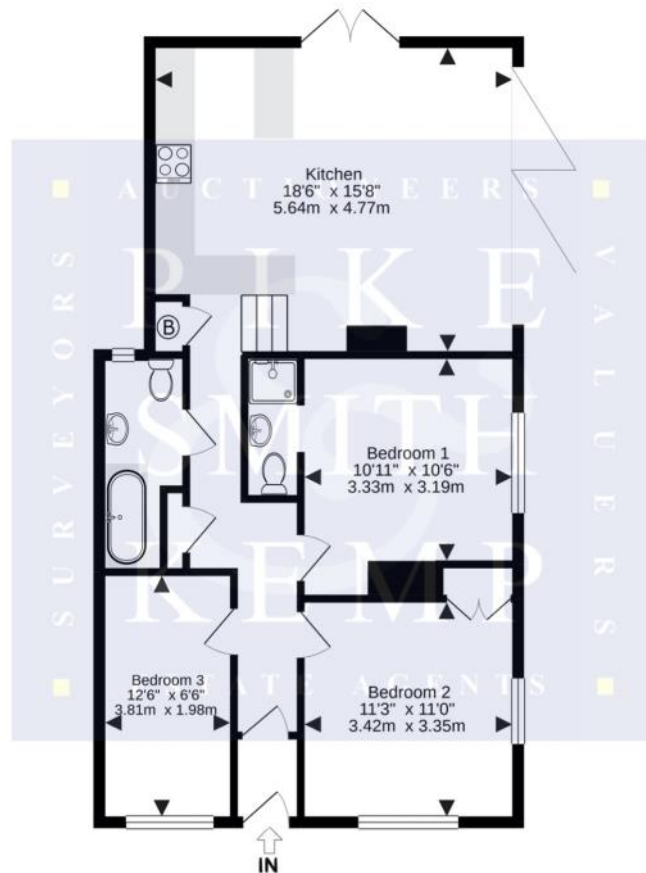 Kitchen
18'6" x 15'8"
5.64m x 4.77m
AUCTIONEERS
SURVEYORS
VALUERS
PIKE
SMITH
&
KEMP
ESTATE AGENTS
B
Bedroom 1
10'11" x 10'6"
3.33m x 3.19m
Bedroom 3
12'6" x 6'6"
3.81m x 1.98m
Bedroom 2
11'3" x 11'0"
3.42m x 3.35m
IN